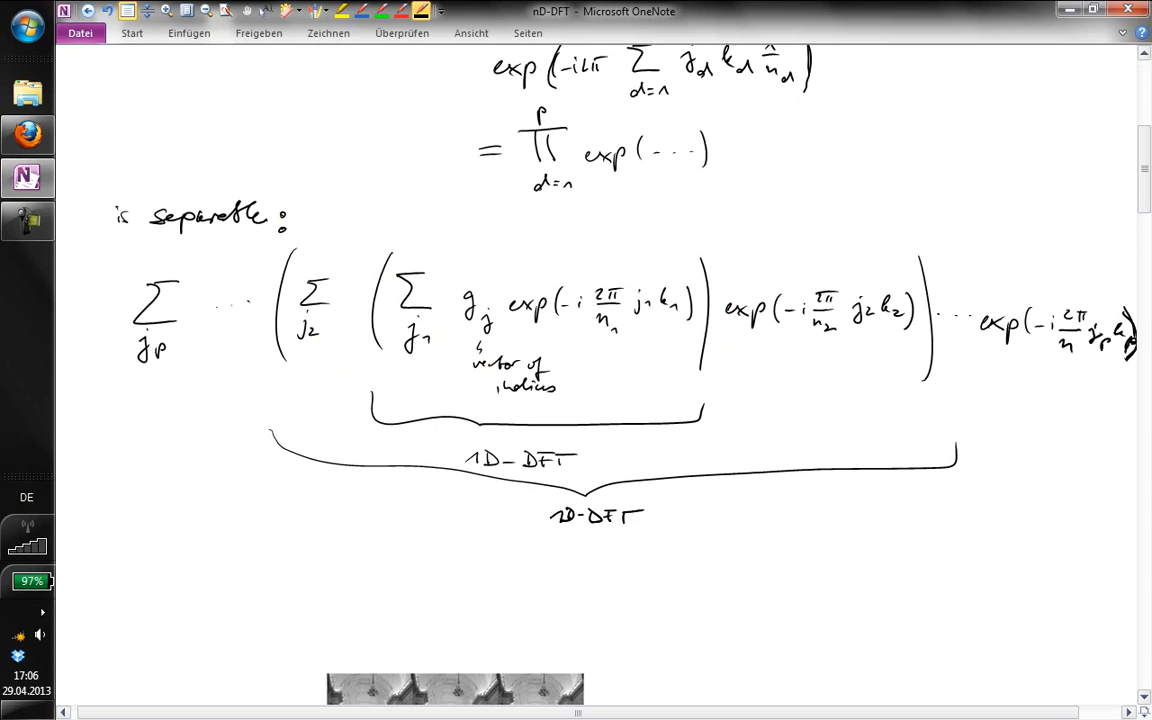 nD-DFT - Microsoft OneNote
Datei Start Einfügen Freigeben Zeichnen Überprüfen Ansicht Seiten
exp(-i2π ∑ j_d k_d 1/n_d)
d=1
p
= ∏ exp(...)
d=1
is separable:
∑ ... (∑ (∑ g_j exp(-i 2π/n_1 j_1 k_1)) exp(-i 2π/n_2 j_2 k_2)) ... exp(-i 2π/n j_p k_p)
j_p j_2 j_1
vector of
indices
1D-DFT
1D-DFT
DE
97%
17:06
29.04.2013